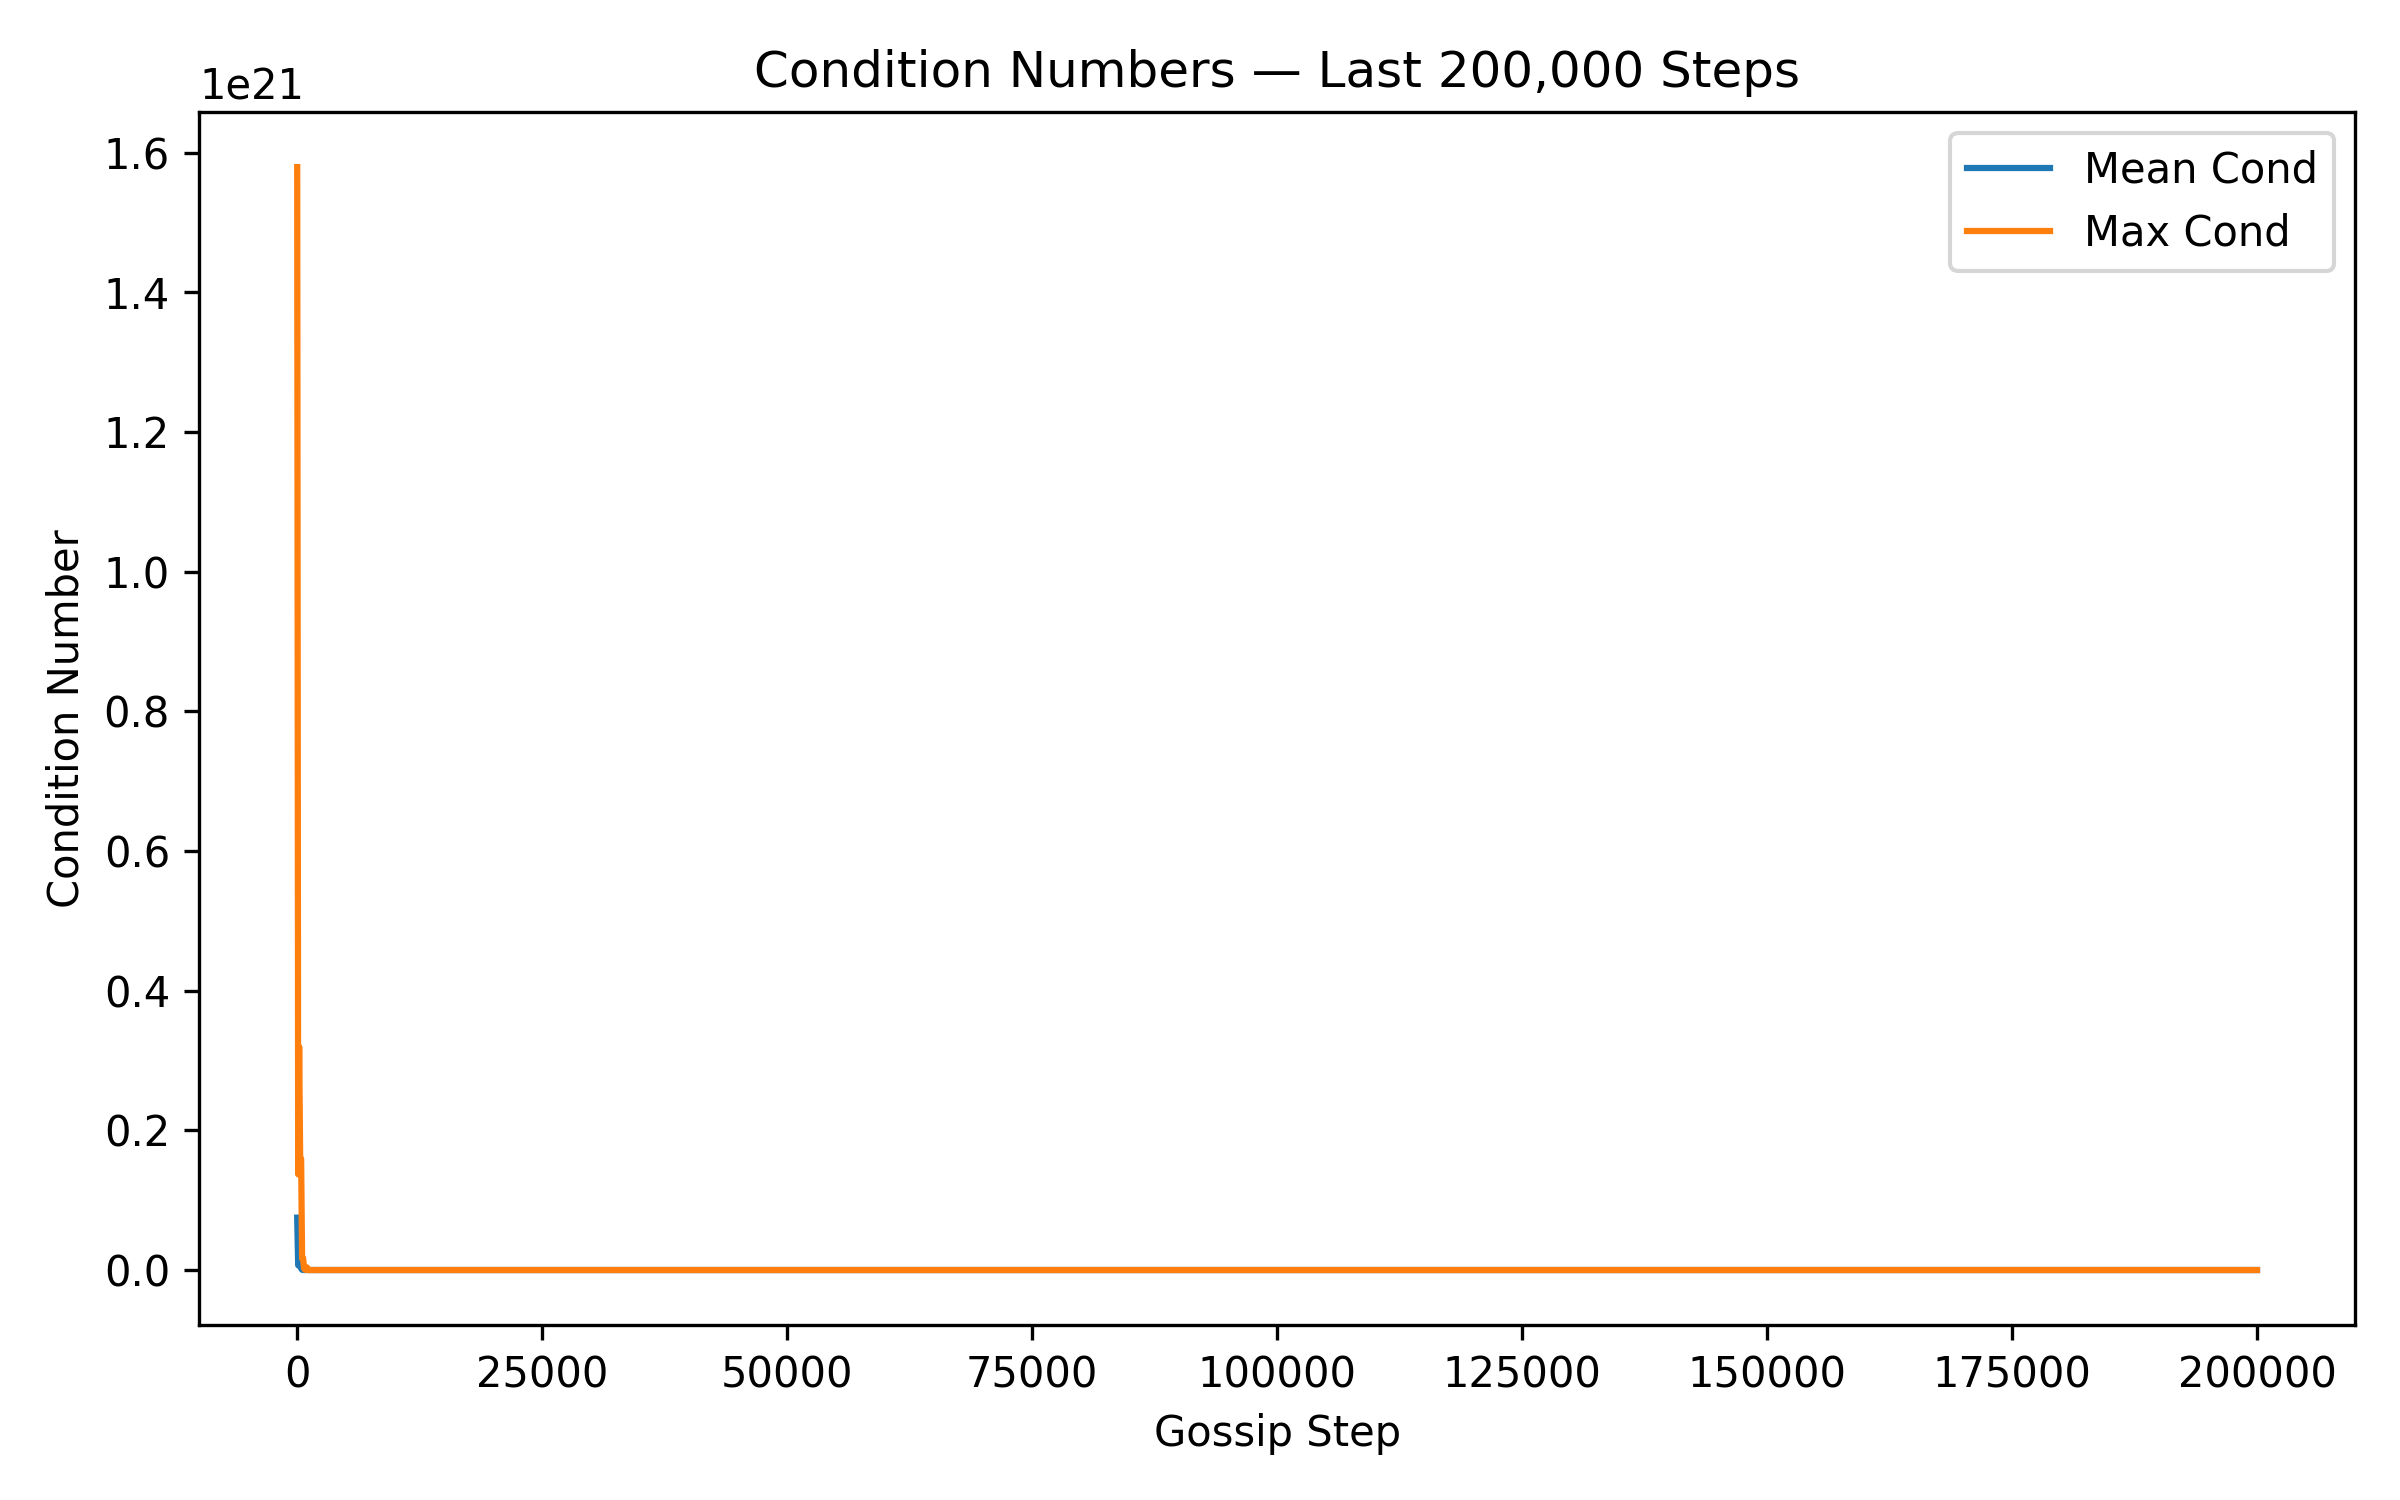 Condition Numbers — Last 200,000 Steps
1e21
1.6
1.4
1.2
1.0
0.8
0.6
0.4
0.2
0.0
Condition Number
Mean Cond
Max Cond
0 25000 50000 75000 100000 125000 150000 175000 200000
Gossip Step